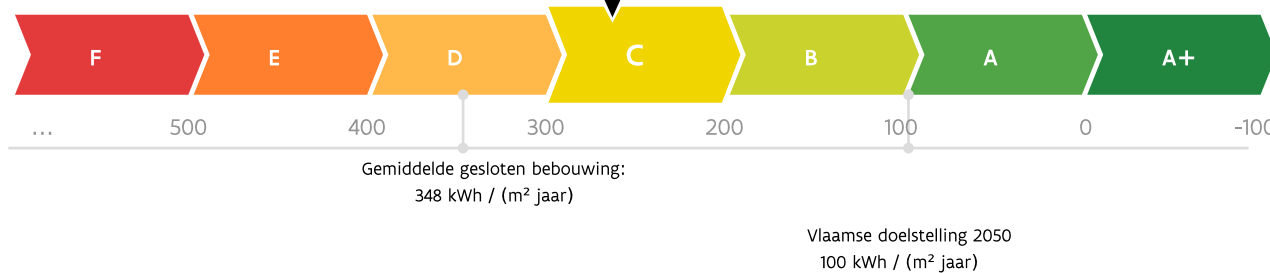 F E D C B A A+
... 500 400 300 200 100 0 -100
Gemiddelde gesloten bebouwing:
348 kWh / (m² jaar)
Vlaamse doelstelling 2050
100 kWh / (m² jaar)